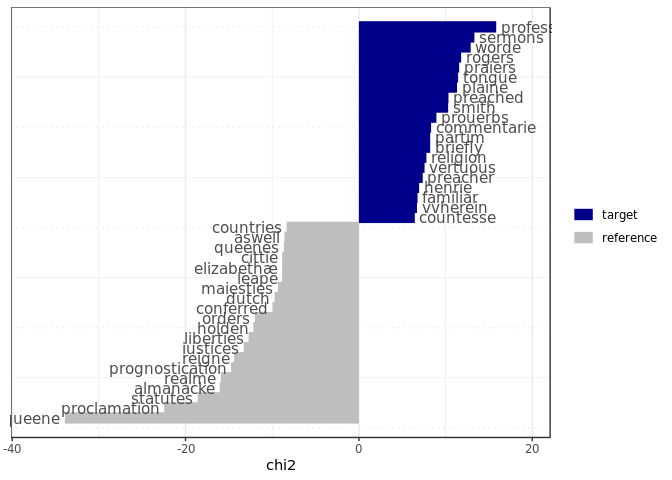 profess
sermons
worde
rogers
praiers
tongue
plaine
preached
smith
prouerbs
commentarie
partim
briefly
religion
vertuous
preacher
henrie
familiar
vvherein
countesse
countries
aswell
queenes
cittie
elizabethæ
leape
maiesties
dutch
conferred
orders
holden
liberties
iustices
reigne
prognostication
realme
almanacke
statutes
proclamation
queene
target
reference
-40 -20 0 20
chi2